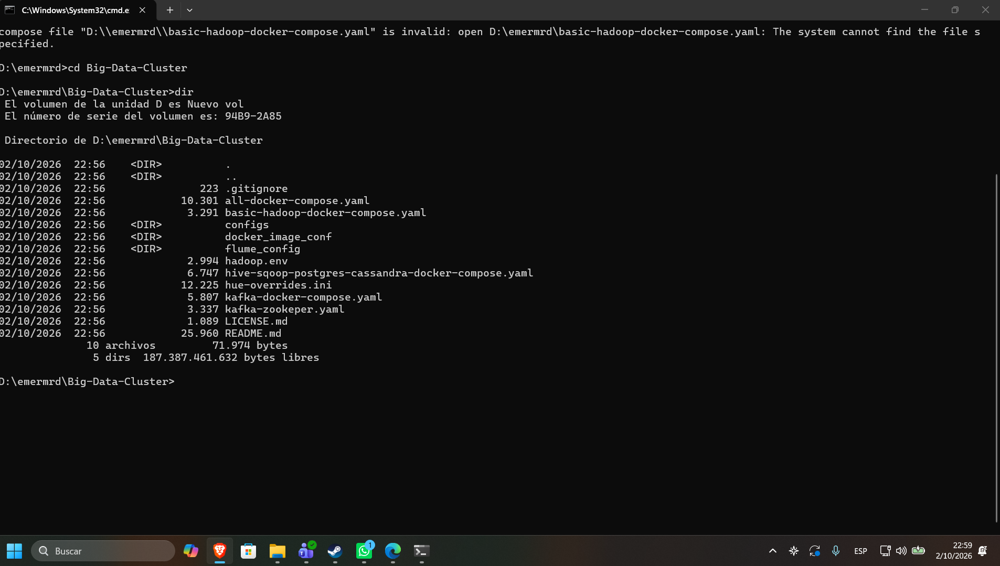 C:\Windows\System32\cmd.e
compose file "D:\\emermrd\\basic-hadoop-docker-compose.yaml" is invalid: open D:\emermrd\basic-hadoop-docker-compose.yaml: The system cannot find the file s
pecified.
D:\emermrd>cd Big-Data-Cluster
D:\emermrd\Big-Data-Cluster>dir
El volumen de la unidad D es Nuevo vol
El número de serie del volumen es: 94B9-2A85
Directorio de D:\emermrd\Big-Data-Cluster
02/10/2026  22:56    <DIR>          .
02/10/2026  22:56    <DIR>          ..
02/10/2026  22:56               223 .gitignore
02/10/2026  22:56            10.301 all-docker-compose.yaml
02/10/2026  22:56             3.291 basic-hadoop-docker-compose.yaml
02/10/2026  22:56    <DIR>          configs
02/10/2026  22:56    <DIR>          docker_image_conf
02/10/2026  22:56    <DIR>          flume_config
02/10/2026  22:56             2.994 hadoop.env
02/10/2026  22:56             6.747 hive-sqoop-postgres-cassandra-docker-compose.yaml
02/10/2026  22:56            12.225 hue-overrides.ini
02/10/2026  22:56             5.807 kafka-docker-compose.yaml
02/10/2026  22:56             3.337 kafka-zookeper.yaml
02/10/2026  22:56             1.089 LICENSE.md
02/10/2026  22:56            25.960 README.md
10 archivos         71.974 bytes
5 dirs  187.387.461.632 bytes libres
D:\emermrd\Big-Data-Cluster>
Buscar
1
ESP
22:59
2/10/2026